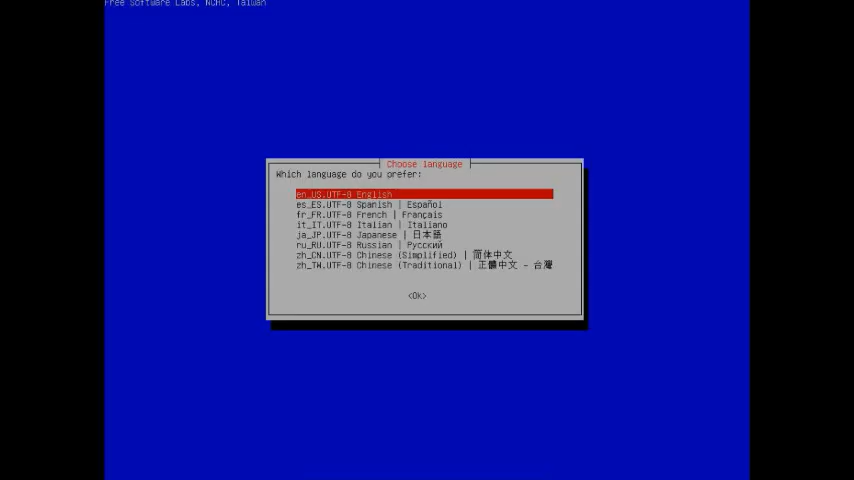 Free Software Labs, NCHC, Taiwan
Choose language
Which language do you prefer:
en_US.UTF-8 English
es_ES.UTF-8 Spanish | Español
fr_FR.UTF-8 French | Français
it_IT.UTF-8 Italian | Italiano
ja_JP.UTF-8 Japanese | 日本語
ru_RU.UTF-8 Russian | Русский
zh_CN.UTF-8 Chinese (Simplified) | 简体中文
zh_TW.UTF-8 Chinese (Traditional) | 正體中文 - 台灣
<Ok>